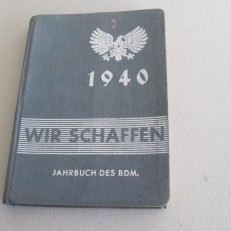 1940
WIR SCHAFFEN
JAHRBUCH DES BDM.